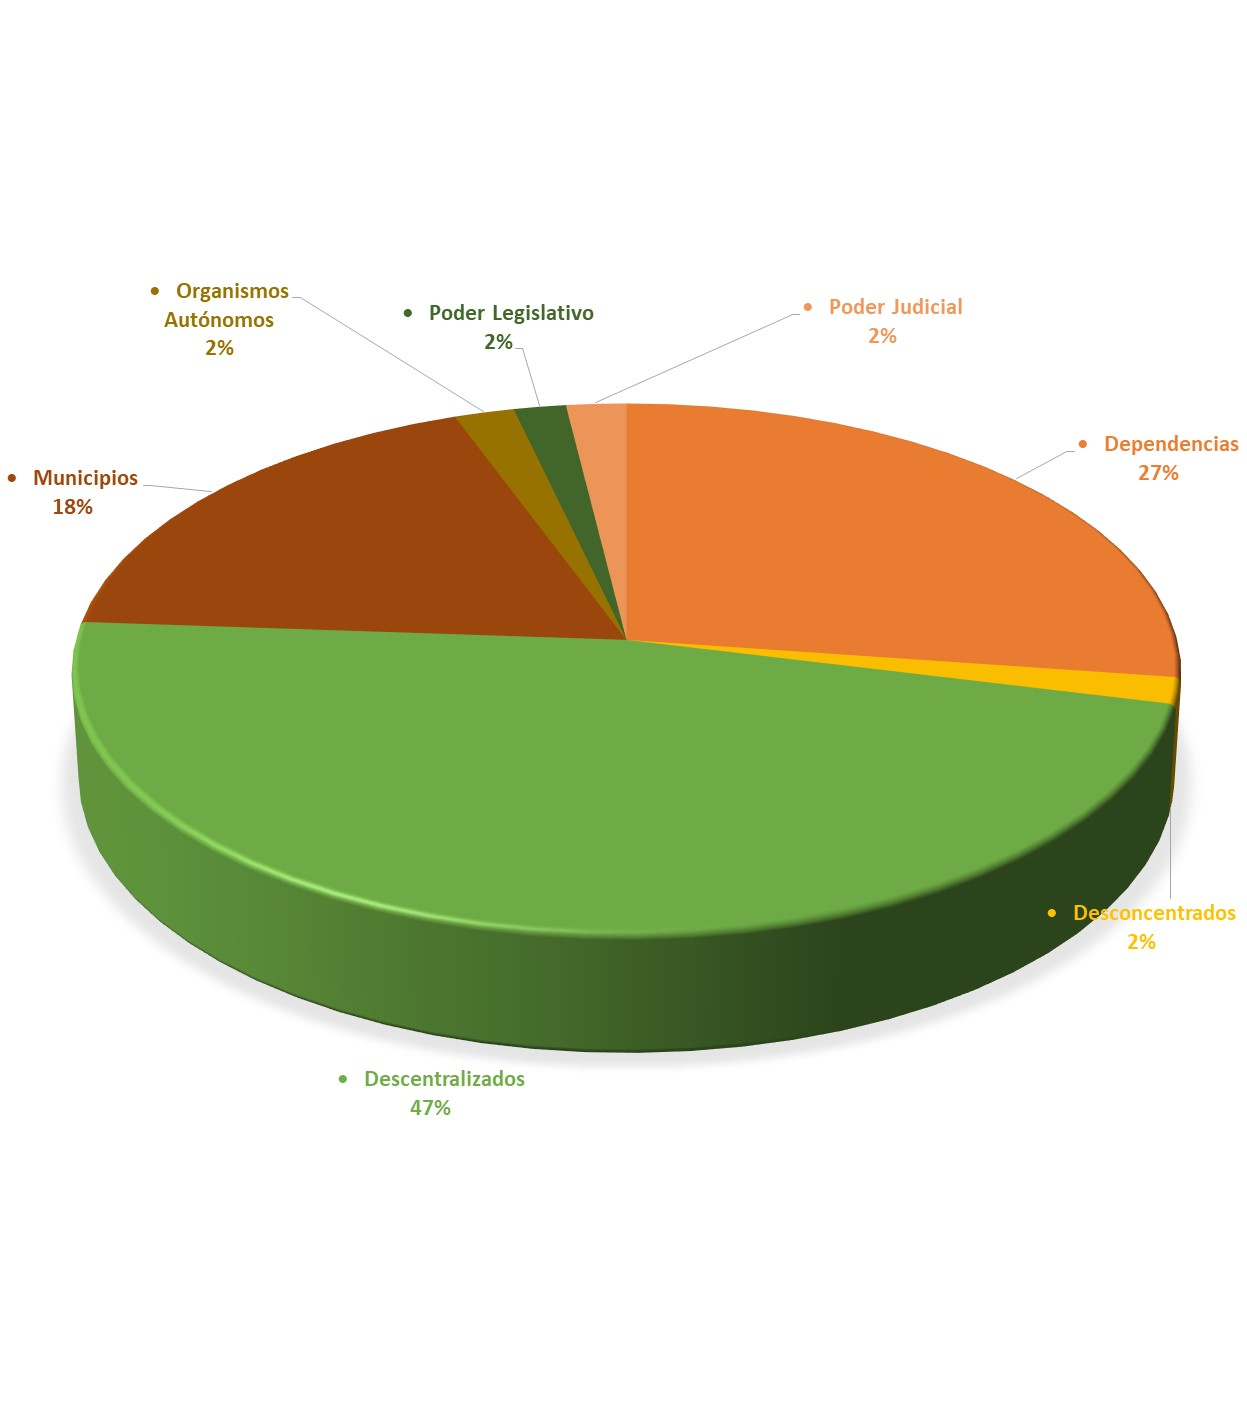 • Organismos
Autónomos
2%
• Poder Legislativo
2%
• Poder Judicial
2%
• Dependencias
27%
• Municipios
18%
• Desconcentrados
2%
• Descentralizados
47%